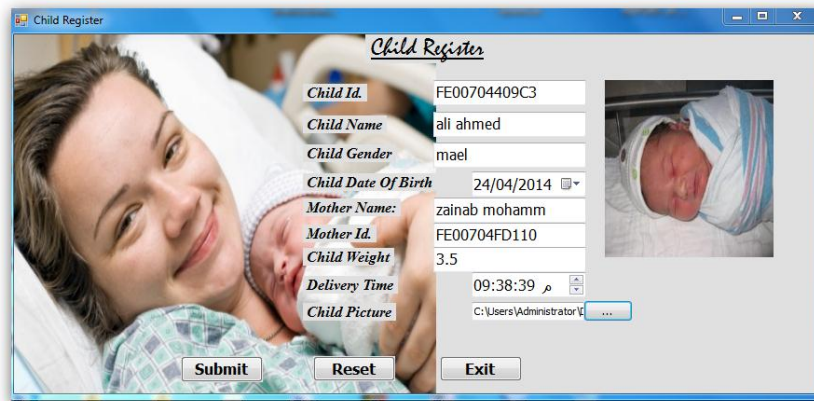 Child Register
Child Register
Child Id. FE00704409C3
Child Name ali ahmed
Child Gender mael
Child Date Of Birth 24/04/2014
Mother Name: zainab mohamm
Mother Id. FE00704FD110
Child Weight 3.5
Delivery Time 09:38:39 م
Child Picture C:\Users\Administrator\ ...
Submit Reset Exit